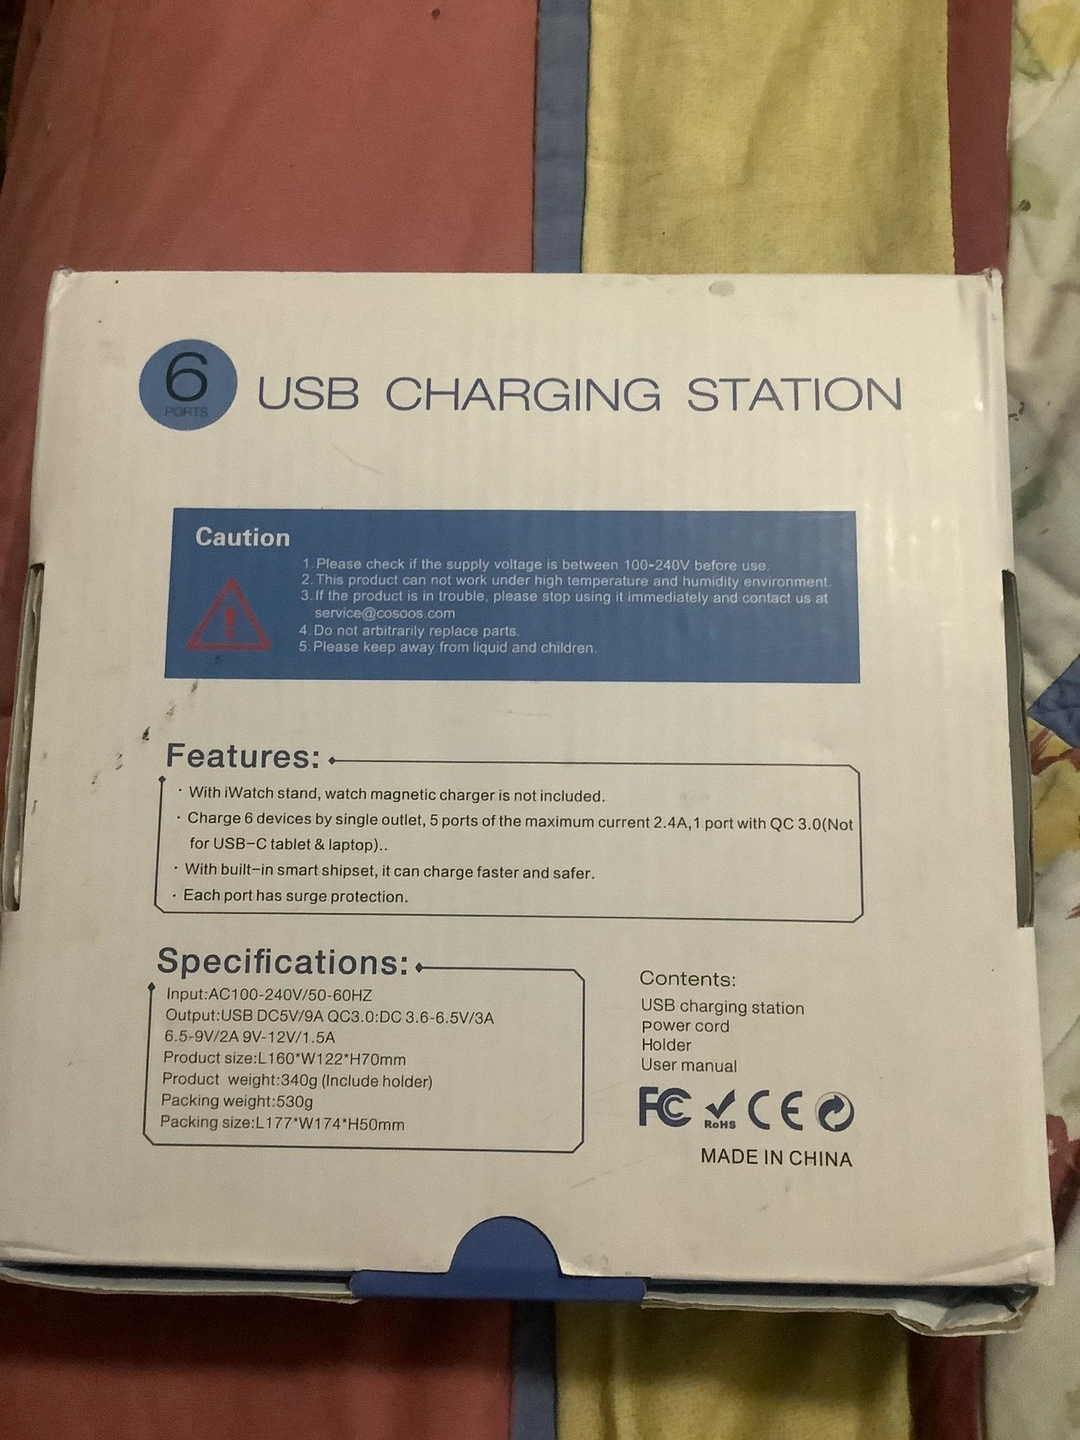 6
PORTS
USB CHARGING STATION
Caution
1. Please check if the supply voltage is between 100-240V before use.
2. This product can not work under high temperature and humidity environment.
3. If the product is in trouble, please stop using it immediately and contact us at
service@cosoos.com
4. Do not arbitrarily replace parts.
5. Please keep away from liquid and children.
Features:
· With iWatch stand, watch magnetic charger is not included.
· Charge 6 devices by single outlet, 5 ports of the maximum current 2.4A,1 port with QC 3.0(Not
for USB-C tablet & laptop)..
· With built-in smart shipset, it can charge faster and safer.
· Each port has surge protection.
Specifications:
Input:AC100-240V/50-60HZ
Output:USB DC5V/9A QC3.0:DC 3.6-6.5V/3A
6.5-9V/2A 9V-12V/1.5A
Product size:L160*W122*H70mm
Product weight:340g (Include holder)
Packing weight:530g
Packing size:L177*W174*H50mm
Contents:
USB charging station
power cord
Holder
User manual
FC RoHS CE
MADE IN CHINA